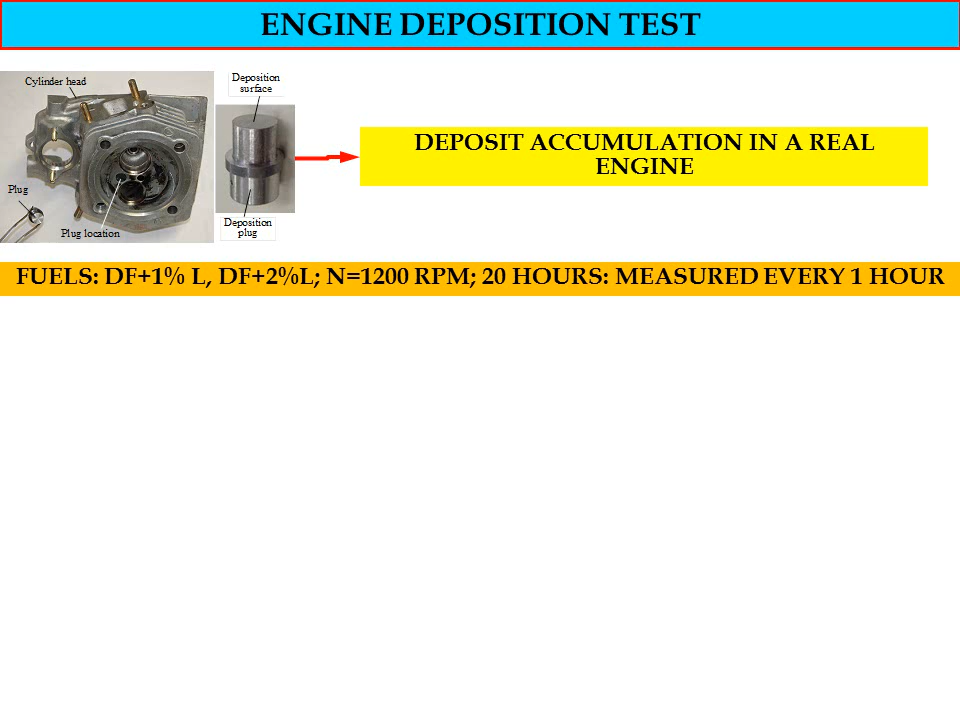 ENGINE DEPOSITION TEST
Cylinder head
Plug
Plug location
Deposition
surface
Deposition
plug
DEPOSIT ACCUMULATION IN A REAL
ENGINE
FUELS: DF+1% L, DF+2%L; N=1200 RPM; 20 HOURS: MEASURED EVERY 1 HOUR